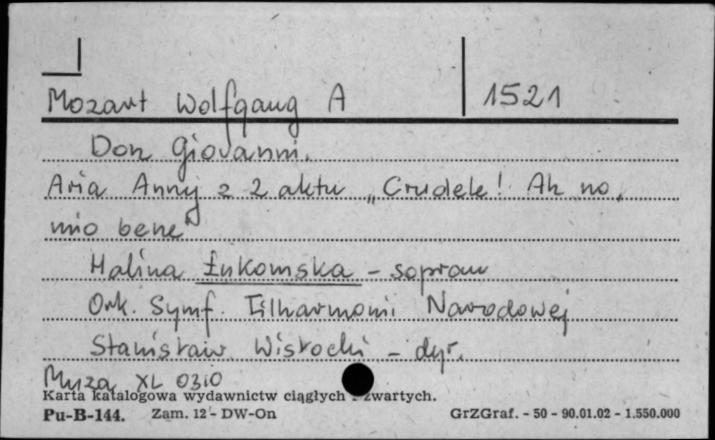 Mozart Wolfgang A 1521
Don Giovanni.
Aria Anny z 2 aktu „Crudele! Ah no,
mio bene"
Halina Łukomska - sopran
Ork. Symf. Filharmonii Narodowej
Stanisław Wisłocki - dyr.
Muza XL 0310
Karta katalogowa wydawnictw ciągłych i zwartych.
Pu-B-144. Zam. 12 - DW-On GrZGraf. - 50 - 90.01.02 - 1.550.000